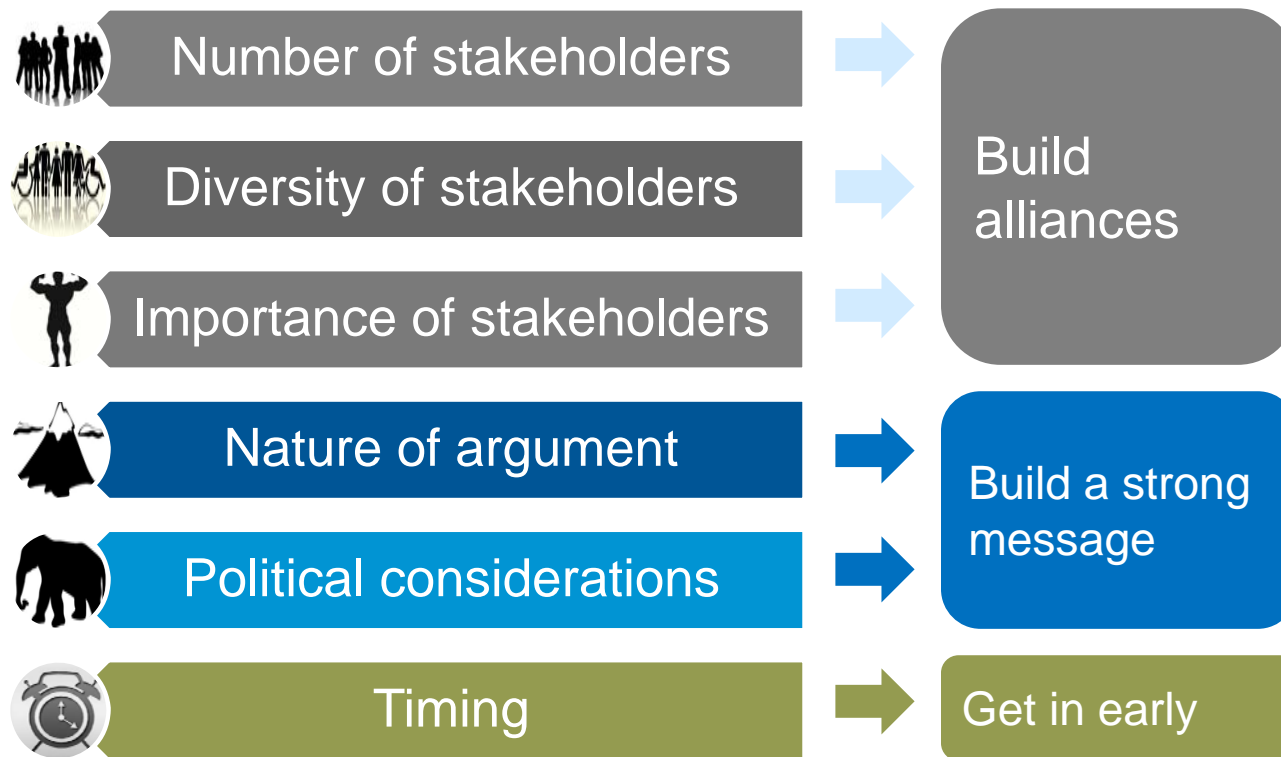 Number of stakeholders
Diversity of stakeholders
Importance of stakeholders
Build
alliances
Nature of argument
Political considerations
Build a strong
message
Timing
Get in early